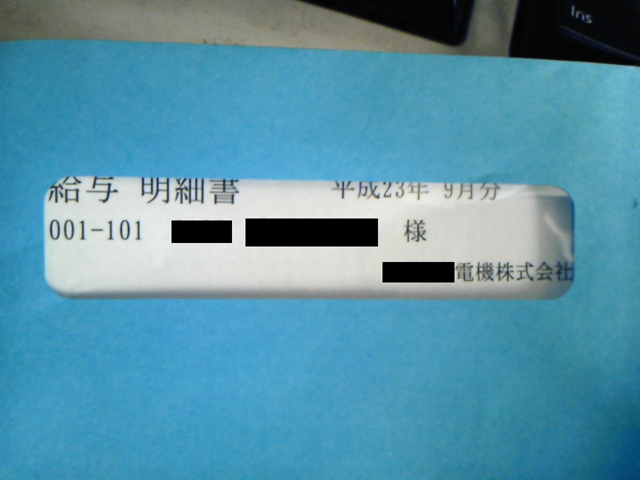 Ins
給与 明細書 平成23年 9月分
001-101 様
電機株式会社